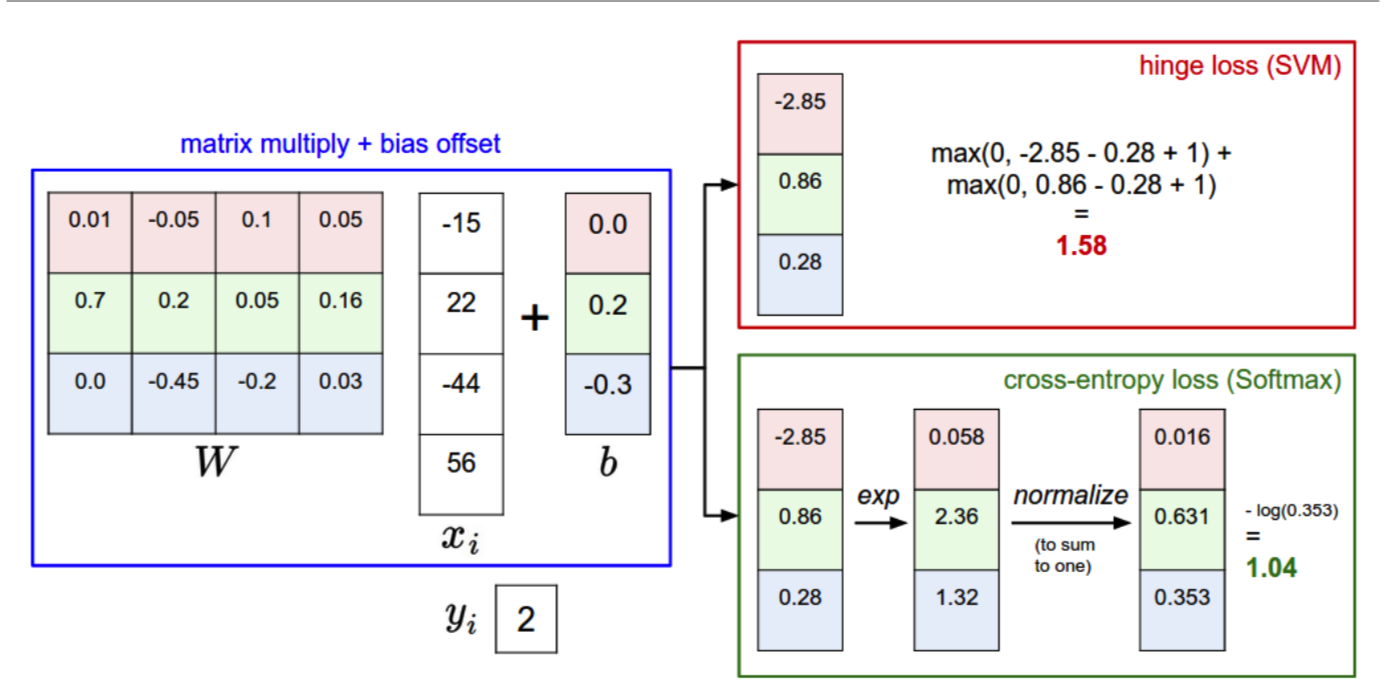 matrix multiply + bias offset
0.01 -0.05 0.1 0.05
0.7 0.2 0.05 0.16
0.0 -0.45 -0.2 0.03
W
-15
22
-44
56
x_i
+
0.0
0.2
-0.3
b
y_i 2
hinge loss (SVM)
-2.85
0.86
0.28
max(0, -2.85 - 0.28 + 1) +
max(0, 0.86 - 0.28 + 1)
=
1.58
cross-entropy loss (Softmax)
-2.85
0.86
0.28
exp
0.058
2.36
1.32
normalize
(to sum
to one)
0.016
0.631
0.353
- log(0.353)
=
1.04